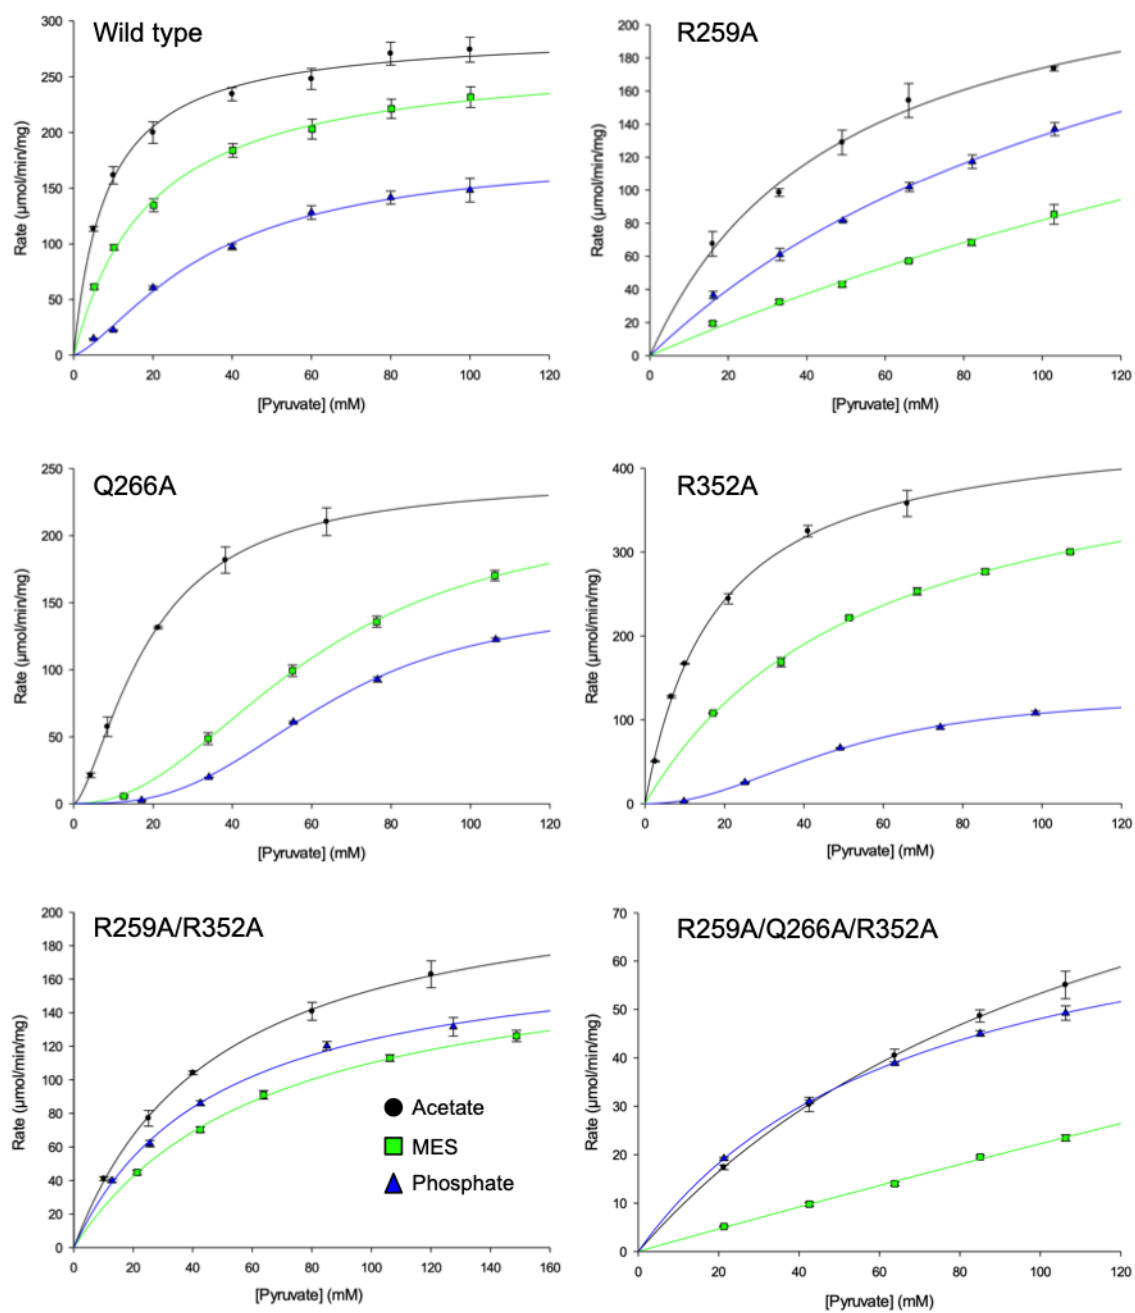 Wild type
Rate (μmol/min/mg)
300
250
200
150
100
50
0
0 20 40 60 80 100 120
[Pyruvate] (mM)
R259A
Rate (μmol/min/mg)
200
180
160
140
120
100
80
60
40
20
0
0 20 40 60 80 100 120
[Pyruvate] (mM)
Q266A
Rate (μmol/min/mg)
250
200
150
100
50
0
0 20 40 60 80 100 120
[Pyruvate] (mM)
R352A
Rate (μmol/min/mg)
400
300
200
100
0
0 20 40 60 80 100 120
[Pyruvate] (mM)
R259A/R352A
Rate (μmol/min/mg)
200
180
160
140
120
100
80
60
40
20
0
0 20 40 60 80 100 120 140 160
[Pyruvate] (mM)
Acetate
MES
Phosphate
R259A/Q266A/R352A
Rate (μmol/min/mg)
70
60
50
40
30
20
10
0
0 20 40 60 80 100 120
[Pyruvate] (mM)